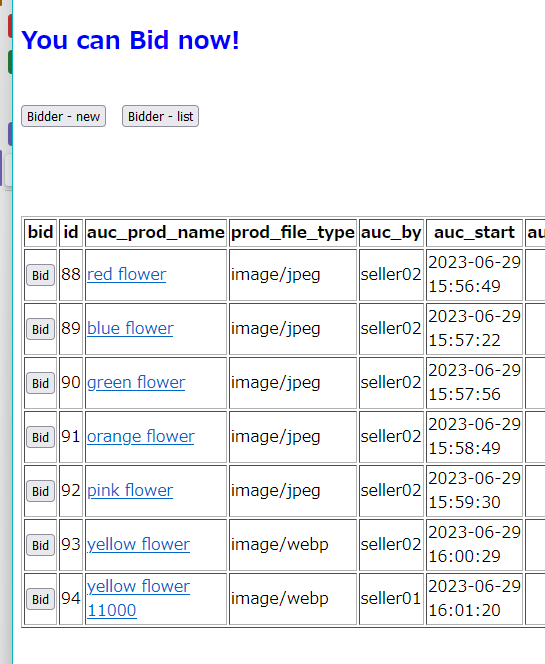 You can Bid now!
Bidder - new Bidder - list
bid id auc_prod_name prod_file_type auc_by auc_start au
Bid 88 red flower image/jpeg seller02 2023-06-29 15:56:49
Bid 89 blue flower image/jpeg seller02 2023-06-29 15:57:22
Bid 90 green flower image/jpeg seller02 2023-06-29 15:57:56
Bid 91 orange flower image/jpeg seller02 2023-06-29 15:58:49
Bid 92 pink flower image/jpeg seller02 2023-06-29 15:59:30
Bid 93 yellow flower image/webp seller02 2023-06-29 16:00:29
Bid 94 yellow flower 11000 image/webp seller01 2023-06-29 16:01:20